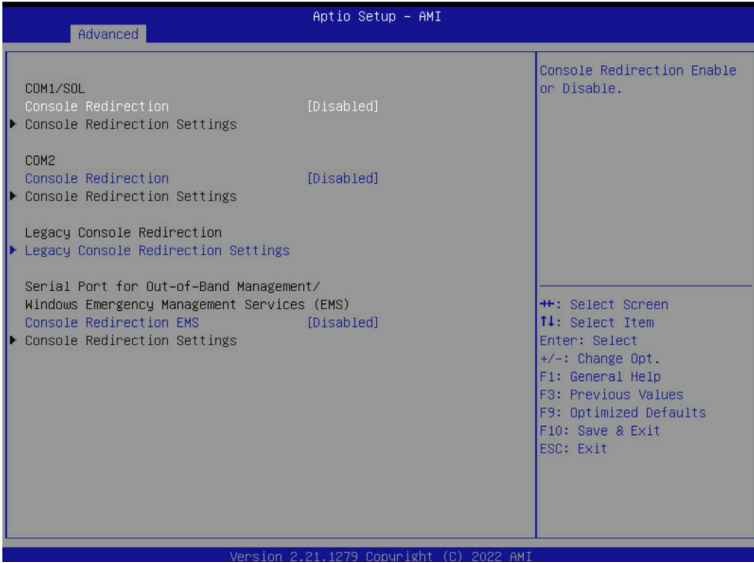 Aptio Setup – AMI
Advanced
COM1/SOL
Console Redirection [Disabled]
Console Redirection Settings
COM2
Console Redirection [Disabled]
Console Redirection Settings
Legacy Console Redirection
Legacy Console Redirection Settings
Serial Port for Out-of-Band Management/
Windows Emergency Management Services (EMS)
Console Redirection EMS [Disabled]
Console Redirection Settings
Console Redirection Enable
or Disable.
→←: Select Screen
↑↓: Select Item
Enter: Select
+/-: Change Opt.
F1: General Help
F3: Previous Values
F9: Optimized Defaults
F10: Save & Exit
ESC: Exit
Version 2.21.1279 Copyright (C) 2022 AMI